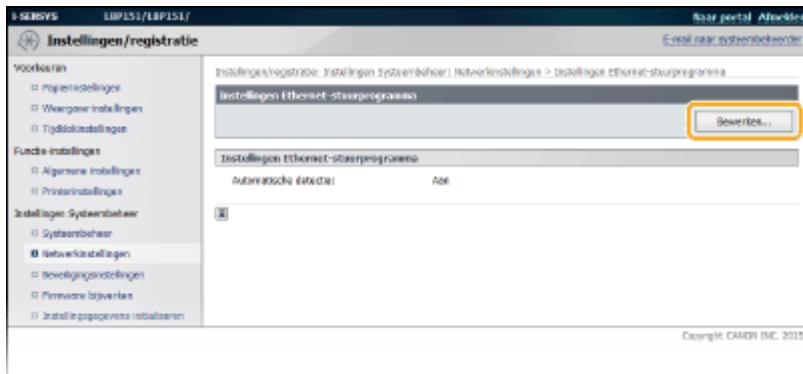 i-SENSYS LBP151/LBP151/ Naar portal Afmelden
Instellingen/registratie E-mail naar systeembeheerder
Voorkeuren
Papierinstellingen
Weergave-instellingen
Tijdklokinstellingen
Functie-instellingen
Algemene instellingen
Printerinstellingen
Instellingen Systeembeheer
Systeembeheer
Netwerkinstellingen
Beveiligingsinstellingen
Firmware bijwerken
Instellingsgegevens initialiseren
Instellingen/registratie: Instellingen Systeembeheer: Netwerkinstellingen > Instellingen Ethernet-stuurprogramma
Instellingen Ethernet-stuurprogramma
Bewerken...
Instellingen Ethernet-stuurprogramma
Automatische detectie: Aan
Copyright CANON INC. 2015